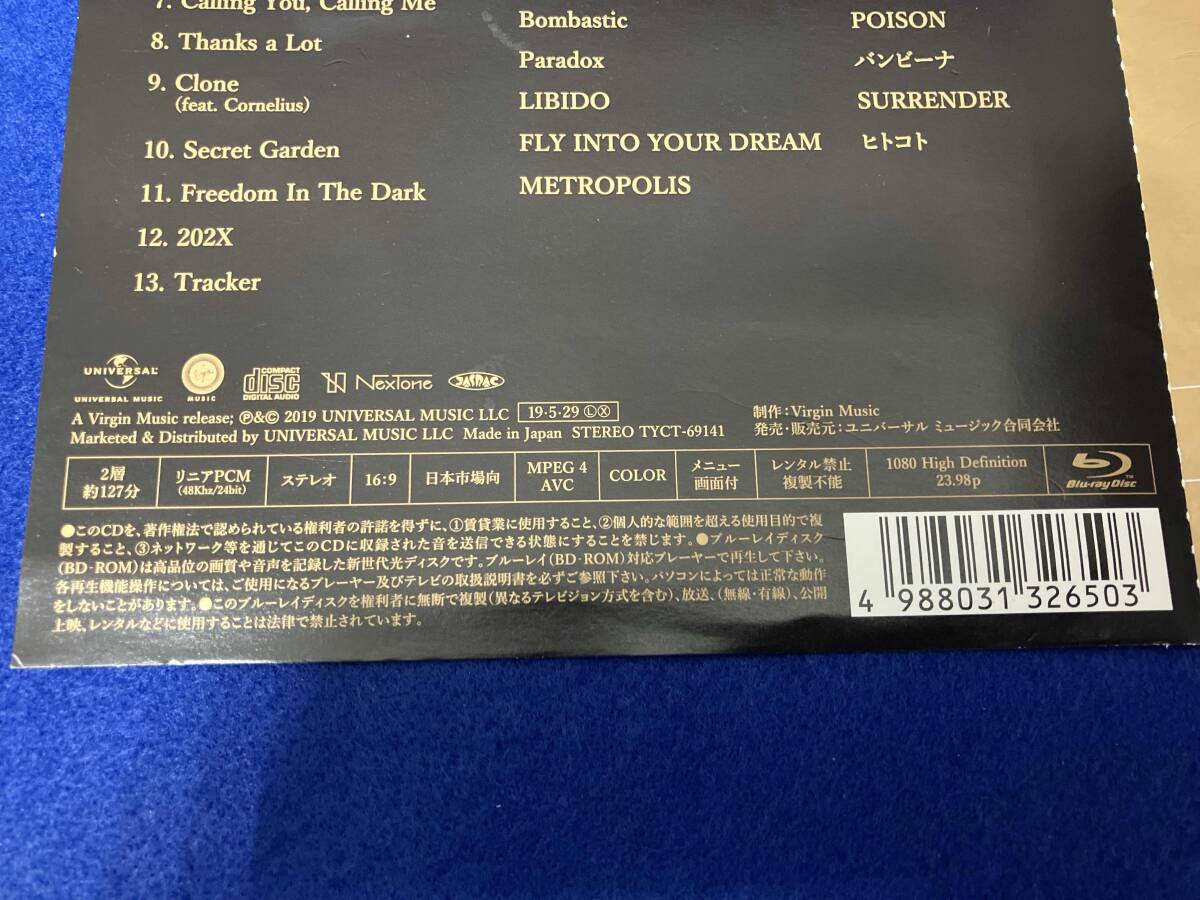 7. Calling You, Calling Me
8. Thanks a Lot
9. Clone
(feat. Cornelius)
10. Secret Garden
11. Freedom In The Dark
12. 202X
13. Tracker
Bombastic
Paradox
LIBIDO
FLY INTO YOUR DREAM
METROPOLIS
POISON
バンビーナ
SURRENDER
ヒトコト
UNIVERSAL
UNIVERSAL MUSIC
Virgin
MUSIC
COMPACT
disc
DIGITAL AUDIO
NexTone
JASRAC
A Virgin Music release; ℗&© 2019 UNIVERSAL MUSIC LLC 19・5・29 ⓁⓍ
Marketed & Distributed by UNIVERSAL MUSIC LLC Made in Japan STEREO TYCT-69141
制作:Virgin Music
発売・販売元:ユニバーサル ミュージック合同会社
2層
約127分
リニアPCM
(48Khz/24bit)
ステレオ
16:9
日本市場向
MPEG 4
AVC
COLOR
メニュー
画面付
レンタル禁止
複製不能
1080 High Definition
23.98p
Blu-ray Disc™
●このCDを、著作権法で認められている権利者の許諾を得ずに、①賃貸業に使用すること、②個人的な範囲を超える使用目的で複
製すること、③ネットワーク等を通じてこのCDに収録された音を送信できる状態にすることを禁じます。●ブルーレイディスク
(BD-ROM)は高品位の画質や音声を記録した新世代光ディスクです。ブルーレイ(BD-ROM)対応プレーヤーで再生して下さい。
各再生機能操作については、ご使用になるプレーヤー及びテレビの取扱説明書を必ずご参照下さい。パソコンによっては正常な動作
をしないことがあります。●このブルーレイディスクを権利者に無断で複製(異なるテレビジョン方式を含む)、放送、(無線・有線)、公開
上映、レンタルなどに使用することは法律で禁止されています。
4 988031 326503